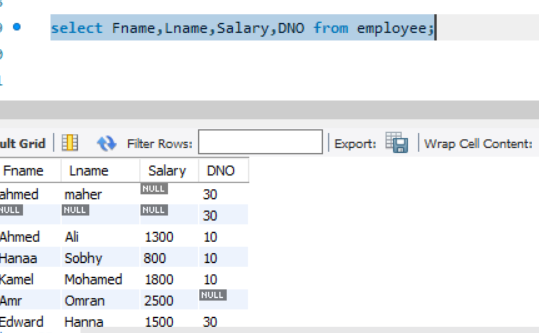 select Fname,Lname,Salary,DNO from employee;
ult Grid Filter Rows: Export: Wrap Cell Content:
Fname Lname Salary DNO
ahmed maher NULL 30
NULL NULL NULL 30
Ahmed Ali 1300 10
Hanaa Sobhy 800 10
Kamel Mohamed 1800 10
Amr Omran 2500 NULL
Edward Hanna 1500 30